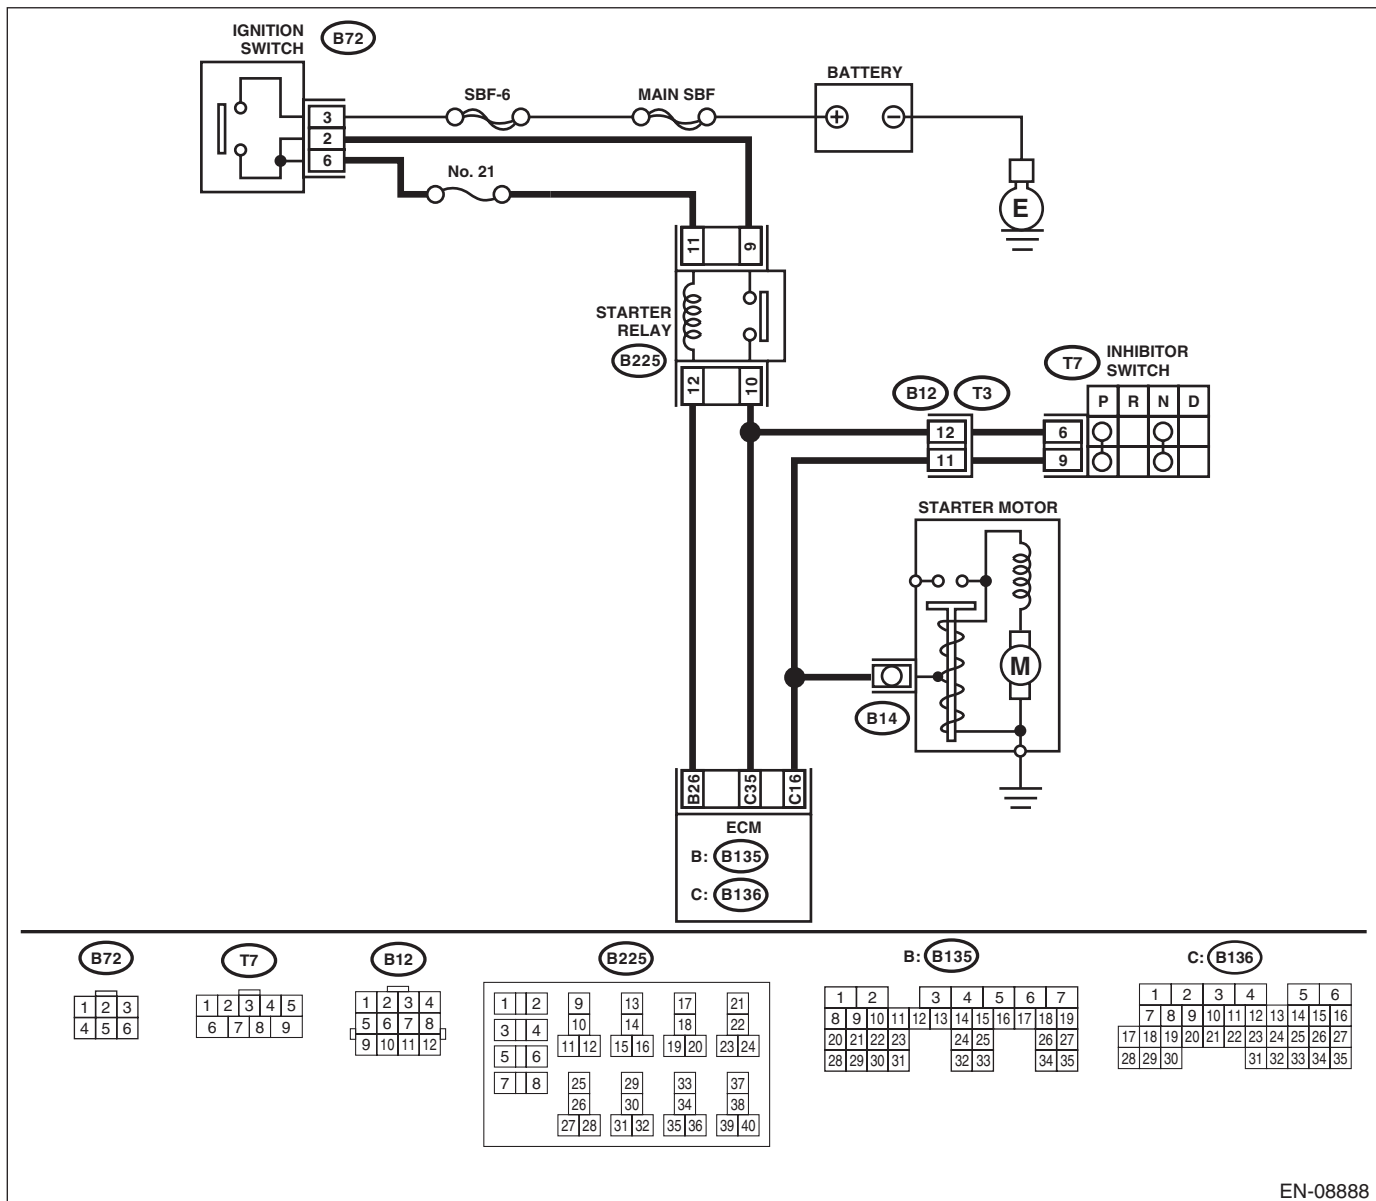 IGNITION
SWITCH
B72
3
2
6
SBF-6
MAIN SBF
BATTERY
+ −
No. 21
E
11 9
STARTER
RELAY
B225
12 10
B12 T3
T7
INHIBITOR
SWITCH
P R N D
12 6
11 9
STARTER MOTOR
M
B14
B26 C35 C16
ECM
B: B135
C: B136
B72
1 2 3
4 5 6
T7
1 2 3 4 5
6 7 8 9
B12
1 2 3 4
5 6 7 8
9 10 11 12
B225
1 2 9 13 17 21
3 4 10 14 18 22
11 12 15 16 19 20 23 24
5 6
7 8 25 29 33 37
26 30 34 38
27 28 31 32 35 36 39 40
B: B135
1 2 3 4 5 6 7
8 9 10 11 12 13 14 15 16 17 18 19
20 21 22 23 24 25 26 27
28 29 30 31 32 33 34 35
C: B136
1 2 3 4 5 6
7 8 9 10 11 12 13 14 15 16
17 18 19 20 21 22 23 24 25 26 27
28 29 30 31 32 33 34 35
EN-08888